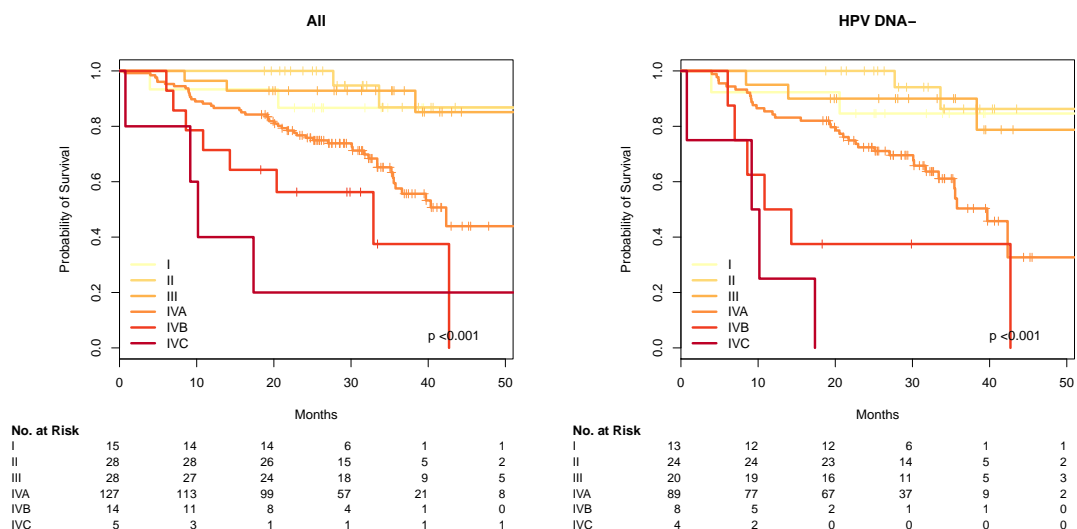 All
Probability of Survival
1.0
0.8
0.6
0.4
0.2
0.0
I
II
III
IVA
IVB
IVC
p <0.001
0 10 20 30 40 50
Months
No. at Risk
I 15 14 14 6 1 1
II 28 28 26 15 5 2
III 28 27 24 18 9 5
IVA 127 113 99 57 21 8
IVB 14 11 8 4 1 0
IVC 5 3 1 1 1 1
HPV DNA−
Probability of Survival
1.0
0.8
0.6
0.4
0.2
0.0
I
II
III
IVA
IVB
IVC
p <0.001
0 10 20 30 40 50
Months
No. at Risk
I 13 12 12 6 1 1
II 24 24 23 14 5 2
III 20 19 16 11 5 3
IVA 89 77 67 37 9 2
IVB 8 5 2 1 1 0
IVC 4 2 0 0 0 0